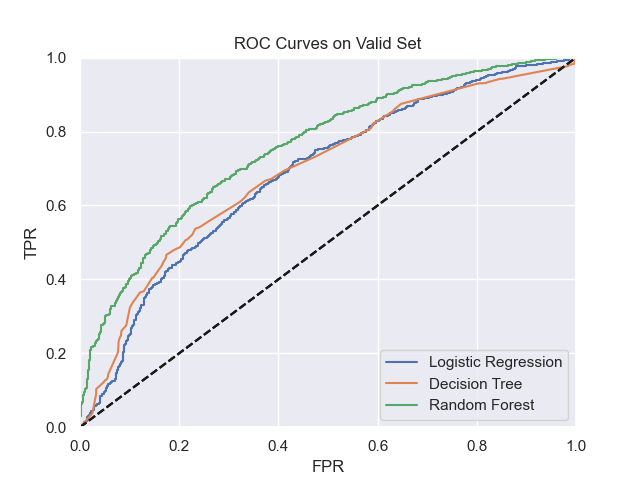 ROC Curves on Valid Set
1.0
0.8
0.6
0.4
0.2
0.0
TPR
0.0 0.2 0.4 0.6 0.8 1.0
FPR
Logistic Regression
Decision Tree
Random Forest